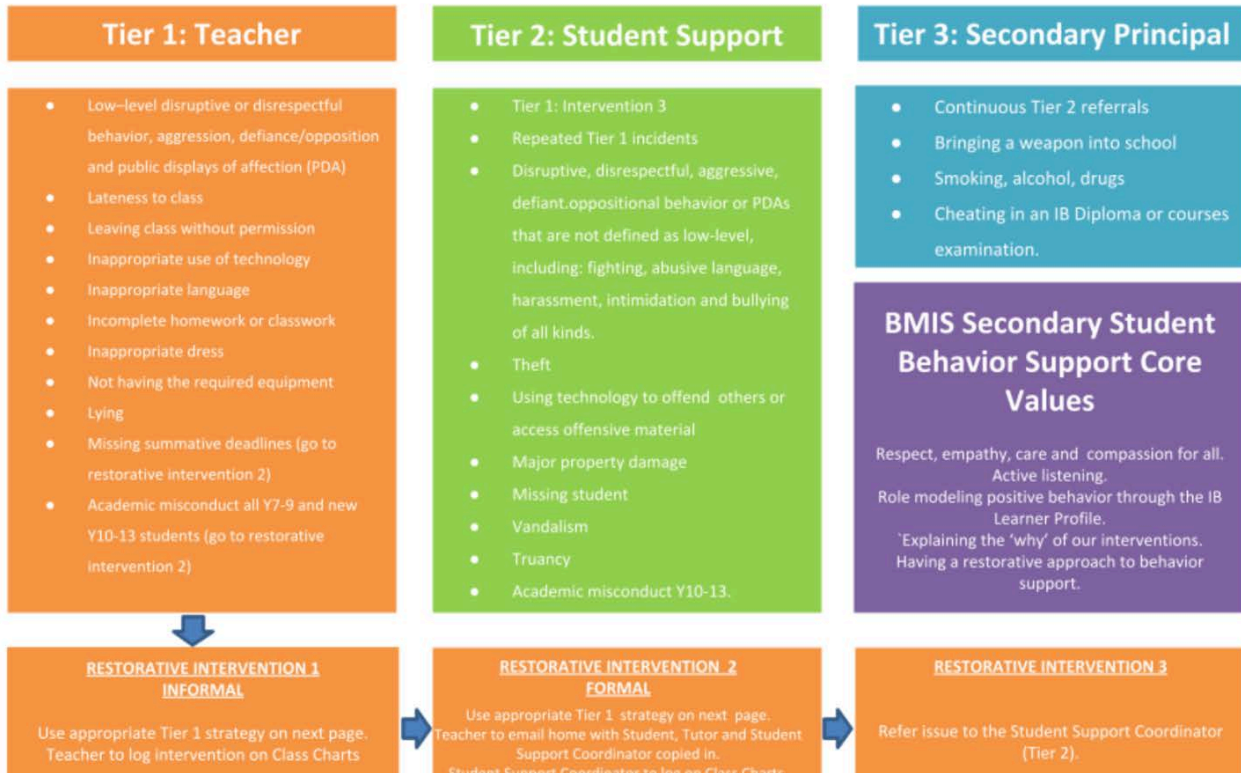 Tier 1: Teacher
● Low–level disruptive or disrespectful
behavior, aggression, defiance/opposition
and public displays of affection (PDA)
● Lateness to class
● Leaving class without permission
● Inappropriate use of technology
● Inappropriate language
● Incomplete homework or classwork
● Inappropriate dress
● Not having the required equipment
● Lying
● Missing summative deadlines (go to
restorative intervention 2)
● Academic misconduct all Y7-9 and new
Y10-13 students (go to restorative
intervention 2)
Tier 2: Student Support
● Tier 1: Intervention 3
● Repeated Tier 1 incidents
● Disruptive, disrespectful, aggressive,
defiant.oppositional behavior or PDAs
that are not defined as low-level,
including: fighting, abusive language,
harassment, intimidation and bullying
of all kinds.
● Theft
● Using technology to offend others or
access offensive material
● Major property damage
● Missing student
● Vandalism
● Truancy
● Academic misconduct Y10-13.
Tier 3: Secondary Principal
● Continuous Tier 2 referrals
● Bringing a weapon into school
● Smoking, alcohol, drugs
● Cheating in an IB Diploma or courses
examination.
BMIS Secondary Student
Behavior Support Core
Values
Respect, empathy, care and compassion for all.
Active listening.
Role modeling positive behavior through the IB
Learner Profile.
`Explaining the ‘why’ of our interventions.
Having a restorative approach to behavior
support.
RESTORATIVE INTERVENTION 1
INFORMAL
Use appropriate Tier 1 strategy on next page.
Teacher to log intervention on Class Charts
RESTORATIVE INTERVENTION 2
FORMAL
Use appropriate Tier 1 strategy on next page.
Teacher to email home with Student, Tutor and Student
Support Coordinator copied in.
Student Support Coordinator to log on Class Charts
RESTORATIVE INTERVENTION 3
Refer issue to the Student Support Coordinator
(Tier 2).